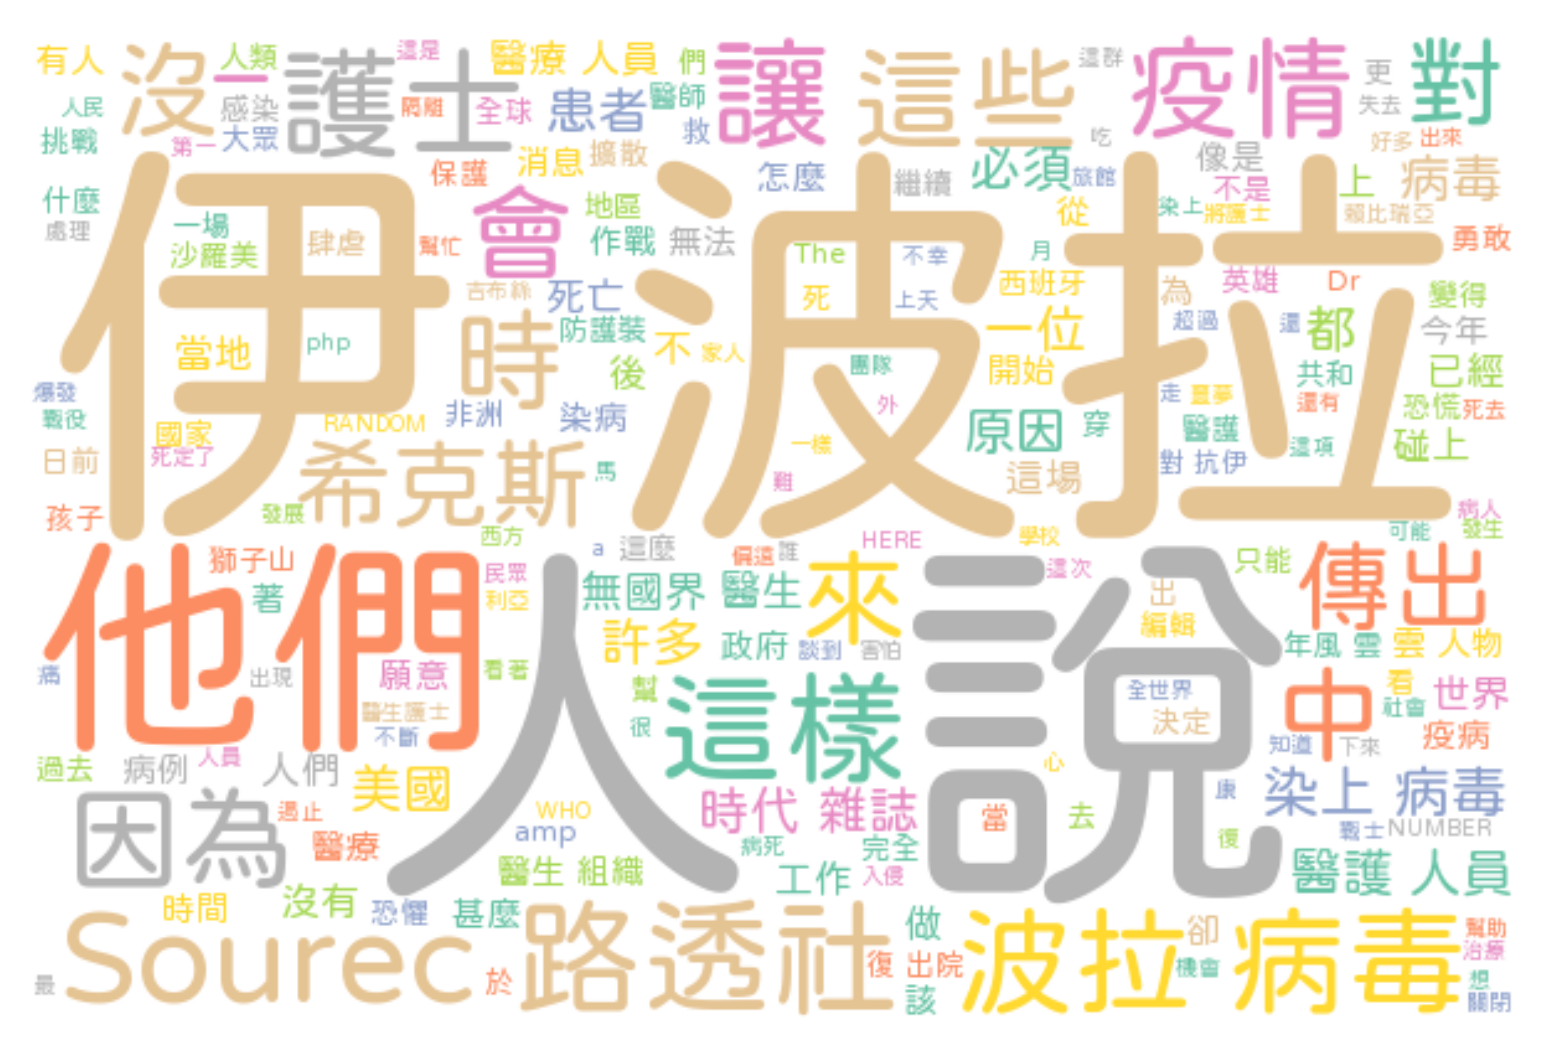 有人 沒 一 人類 護士 這是 醫療 人員 們 讓 這些 這群 疫情 更 對
人民 感染 隔離 全球 患者 醫師 失去
挑戰 第一 大眾 救 吃 好多 出來
保護 消息 擴散 怎麼 繼續 必須 旅館 像是 不是 上 病毒
什麼 一場 會 地區 從 染上 將護士 賴比瑞亞
處理 沙羅美 肆虐 幫忙 作戰 無法 The 不幸 月 勇敢
伊波拉
吉布絲 死亡 死 上天 西班牙 為 英雄 Dr 變得
當地 php 時 防護裝 不 家人 一位 超過 還 都 今年
爆發 後 團隊 開始 共和 已經
戰役 RANDOM 非洲 染病 外 走 噩夢 還有 恐慌 死去
國家 一樣 原因 穿 醫護 碰上
日前 死定了 希克斯 馬 難 這場 對 抗伊 這項
孩子 發展 西方 HERE 學校 病人 可能 發生
獅子山 a 這麼 誰 這次 只能 傳出
他們 人 說
著 民眾 利亞 無國界 醫生 來 出 編輯
許多 政府 談到 害怕 年風 雲 雲 人物
痛 出現 願意 看著 幫 這樣 全世界 中 看 世界
醫生護士 很 決定 社會
不斷 知道 下來 疫病
過去 病例 人員 人們 美國 心 染上 病毒
因為 遏止 WHO 時代 雜誌 當 去 康
醫療 amp 病死 完全 復 戰士 NUMBER
醫生 組織 工作 入侵 醫護 人員
時間 沒有 恐懼 甚麼 做 卻 幫助
Sourec 路透社 波拉 病毒
最 於 復 出院 機會 治療
該 想
關閉